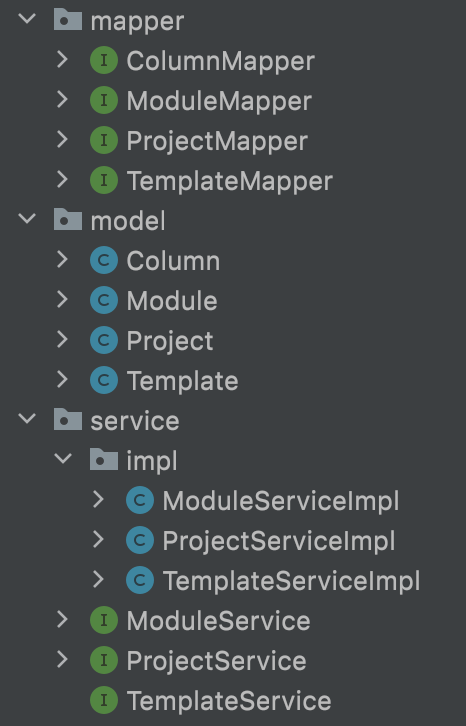 mapper
I ColumnMapper
I ModuleMapper
I ProjectMapper
I TemplateMapper
model
C Column
C Module
C Project
C Template
service
impl
C ModuleServiceImpl
C ProjectServiceImpl
C TemplateServiceImpl
I ModuleService
I ProjectService
I TemplateService